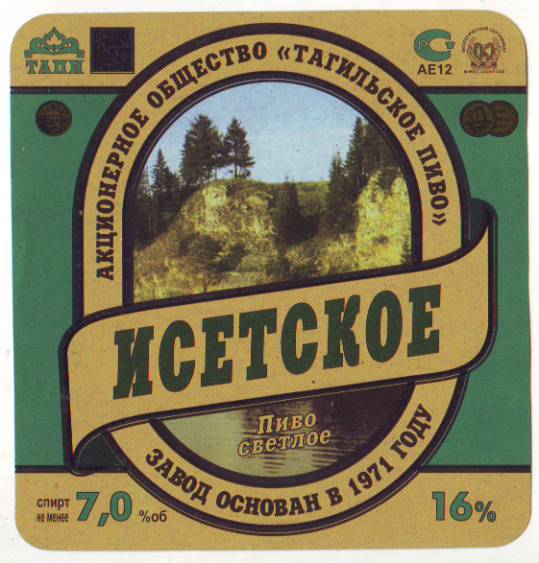 ТАПИ
АЕ12
АКЦИОНЕРНОЕ ОБЩЕСТВО «ТАГИЛЬСКОЕ ПИВО»
ИСЕТСКОЕ
Пиво
светлое
ЗАВОД ОСНОВАН В 1971 ГОДУ
спирт
не менее
7,0 %об
16%